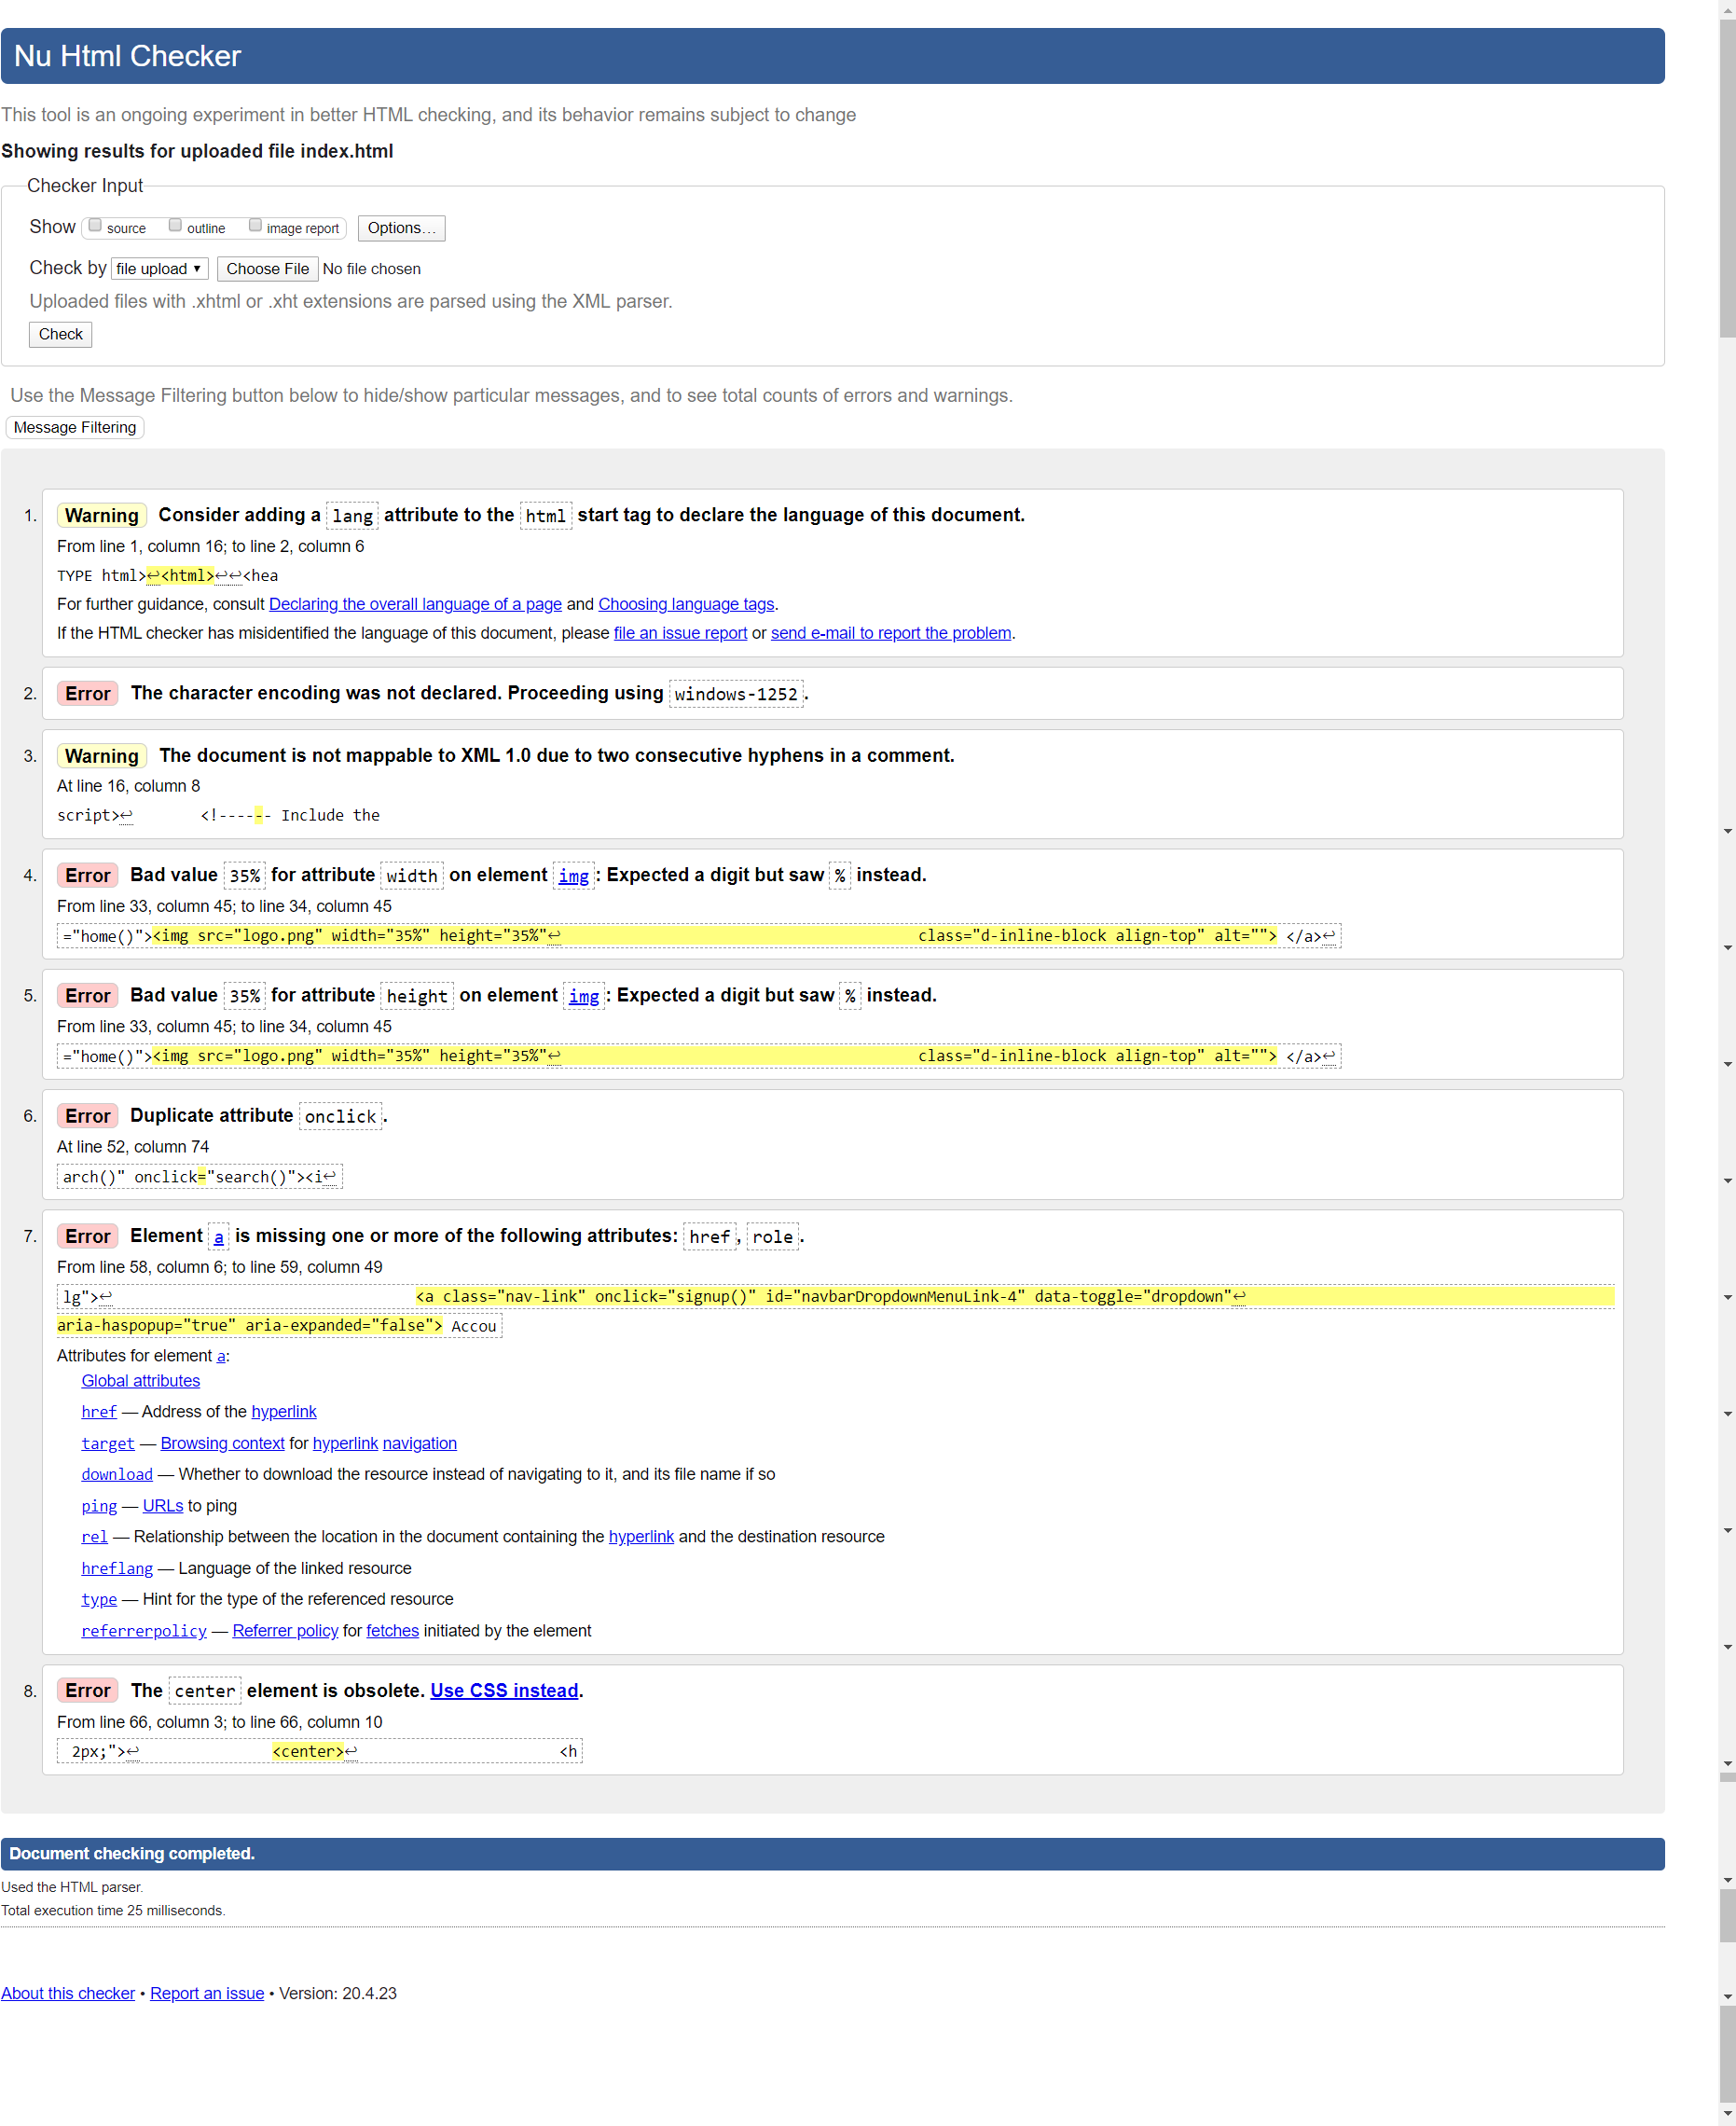 Nu Html Checker
This tool is an ongoing experiment in better HTML checking, and its behavior remains subject to change
Showing results for uploaded file index.html
Checker Input
Show source outline image report Options…
Check by file upload ▾ Choose File No file chosen
Uploaded files with .xhtml or .xht extensions are parsed using the XML parser.
Check
Use the Message Filtering button below to hide/show particular messages, and to see total counts of errors and warnings.
Message Filtering
1. Warning Consider adding a lang attribute to the html start tag to declare the language of this document.
From line 1, column 16; to line 2, column 6
TYPE html>↩<html>↩↩<hea
For further guidance, consult Declaring the overall language of a page and Choosing language tags.
If the HTML checker has misidentified the language of this document, please file an issue report or send e-mail to report the problem.
2. Error The character encoding was not declared. Proceeding using windows-1252.
3. Warning The document is not mappable to XML 1.0 due to two consecutive hyphens in a comment.
At line 16, column 8
script>↩ <!------ Include the
4. Error Bad value 35% for attribute width on element img: Expected a digit but saw % instead.
From line 33, column 45; to line 34, column 45
="home()"><img src="logo.png" width="35%" height="35%"↩ class="d-inline-block align-top" alt=""> </a>↩
5. Error Bad value 35% for attribute height on element img: Expected a digit but saw % instead.
From line 33, column 45; to line 34, column 45
="home()"><img src="logo.png" width="35%" height="35%"↩ class="d-inline-block align-top" alt=""> </a>↩
6. Error Duplicate attribute onclick.
At line 52, column 74
arch()" onclick="search()"><i↩
7. Error Element a is missing one or more of the following attributes: href, role.
From line 58, column 6; to line 59, column 49
lg">↩ <a class="nav-link" onclick="signup()" id="navbarDropdownMenuLink-4" data-toggle="dropdown"↩
aria-haspopup="true" aria-expanded="false"> Accou
Attributes for element a:
Global attributes
href — Address of the hyperlink
target — Browsing context for hyperlink navigation
download — Whether to download the resource instead of navigating to it, and its file name if so
ping — URLs to ping
rel — Relationship between the location in the document containing the hyperlink and the destination resource
hreflang — Language of the linked resource
type — Hint for the type of the referenced resource
referrerpolicy — Referrer policy for fetches initiated by the element
8. Error The center element is obsolete. Use CSS instead.
From line 66, column 3; to line 66, column 10
2px;">↩ <center>↩ <h
Document checking completed.
Used the HTML parser.
Total execution time 25 milliseconds.
About this checker • Report an issue • Version: 20.4.23